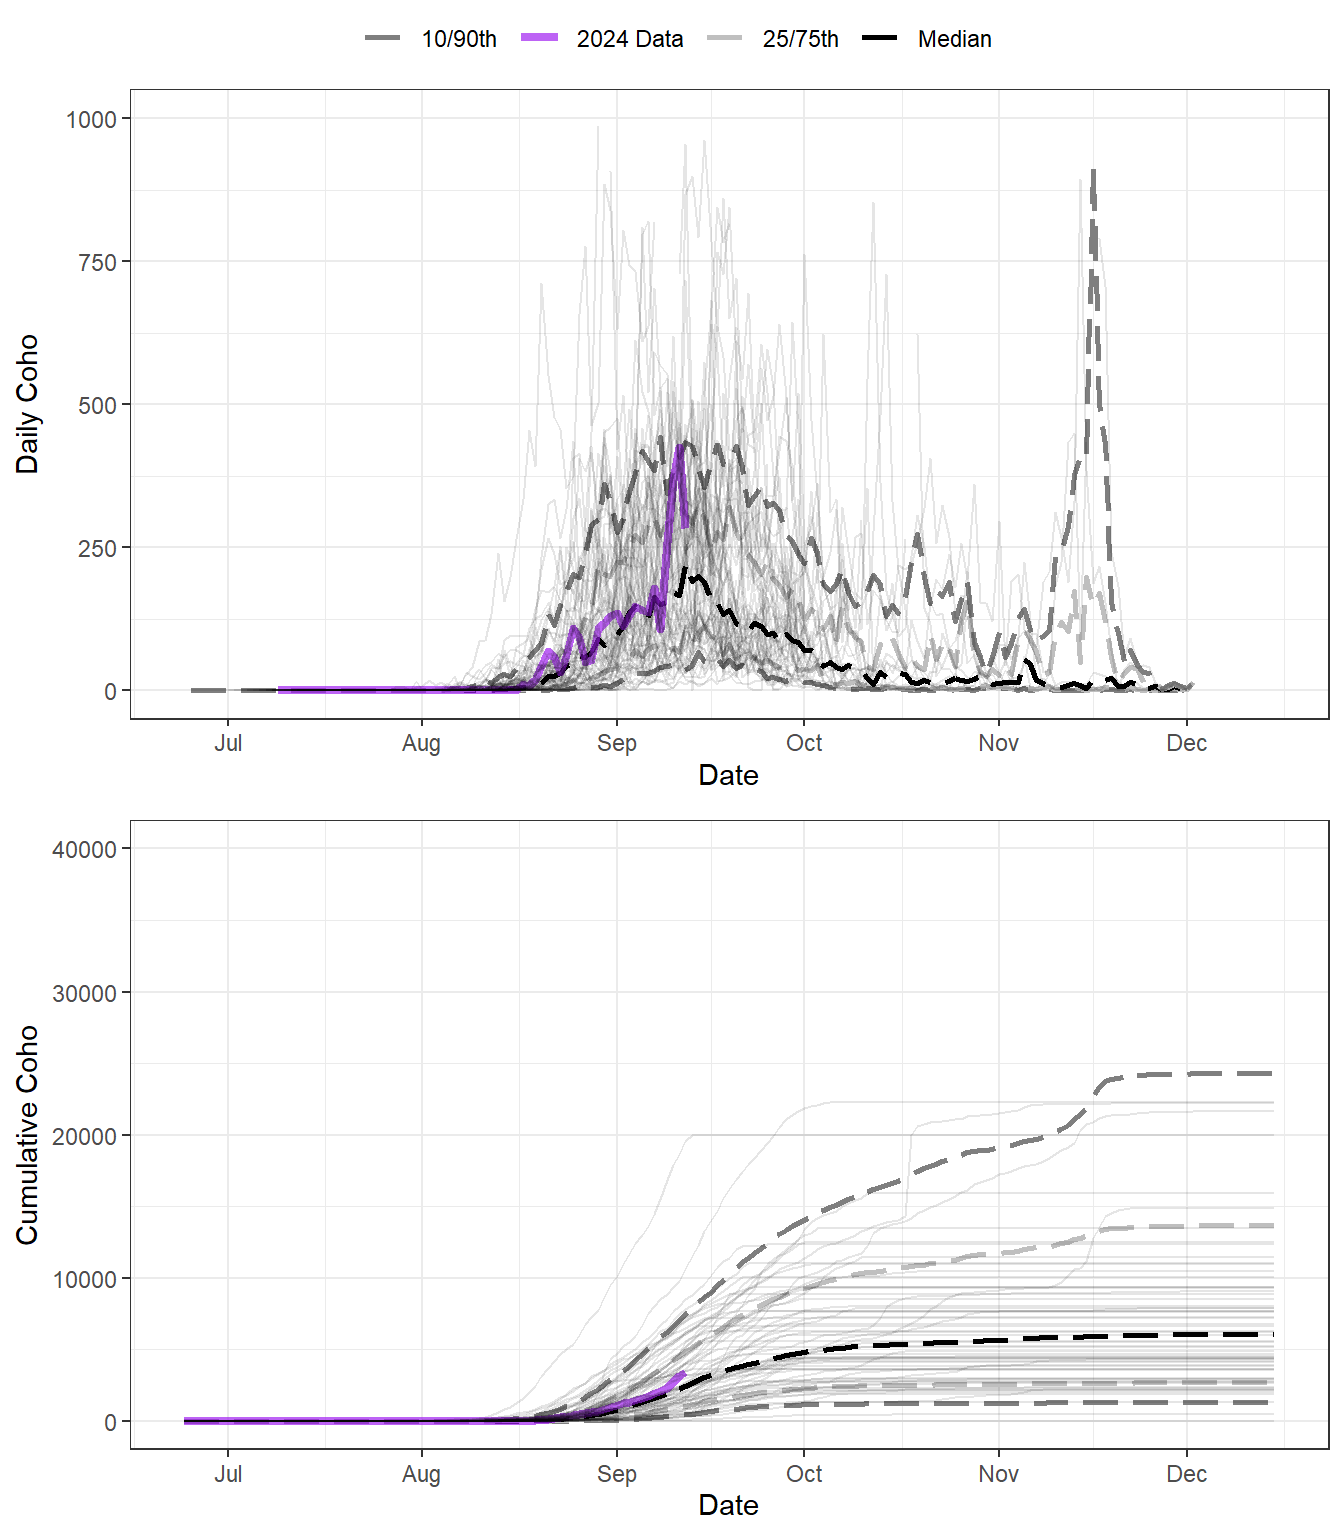 10/90th 2024 Data 25/75th Median
1000
750
500
250
0
Daily Coho
Jul Aug Sep Oct Nov Dec
Date
40000
30000
20000
10000
0
Cumulative Coho
Jul Aug Sep Oct Nov Dec
Date